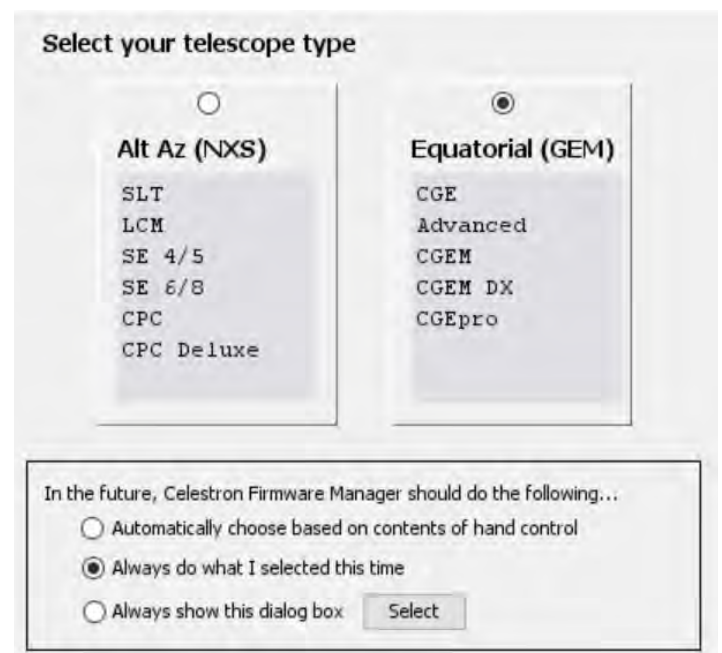 Select your telescope type
Alt Az (NXS)
SLT
LCM
SE 4/5
SE 6/8
CPC
CPC Deluxe
Equatorial (GEM)
CGE
Advanced
CGEM
CGEM DX
CGEpro
In the future, Celestron Firmware Manager should do the following...
Automatically choose based on contents of hand control
Always do what I selected this time
Always show this dialog box
Select